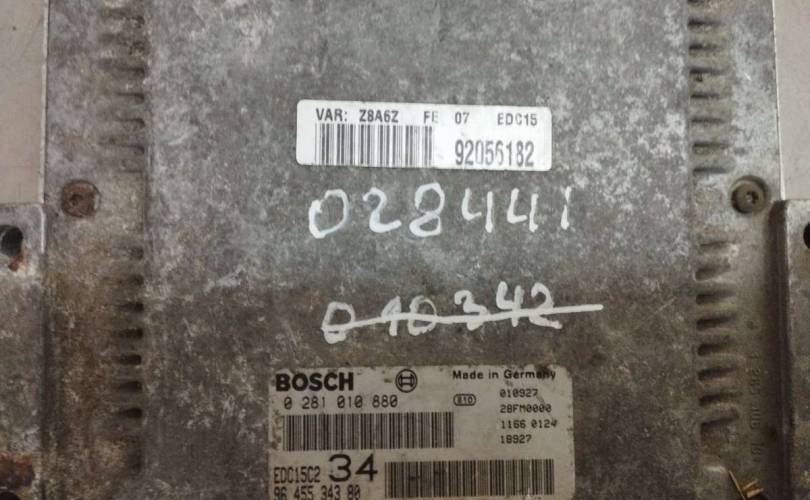 VAR: Z8A6Z FE 07 EDC15
92056182
028441
010342
BOSCH Made in Germany
0 281 010 880 e10 010927
28FM0000
1166 0124
18927
EDC15C2 34
96 455 343 80